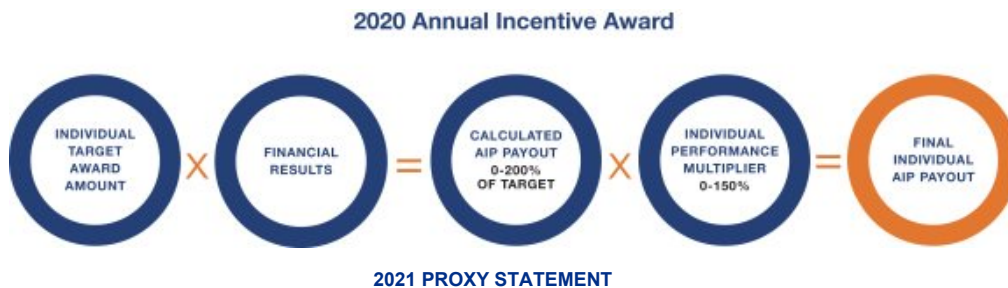 2020 Annual Incentive Award
INDIVIDUAL
TARGET
AWARD
AMOUNT
X
FINANCIAL
RESULTS
=
CALCULATED
AIP PAYOUT
0-200%
OF TARGET
X
INDIVIDUAL
PERFORMANCE
MULTIPLIER
0-150%
=
FINAL
INDIVIDUAL
AIP PAYOUT
2021 PROXY STATEMENT